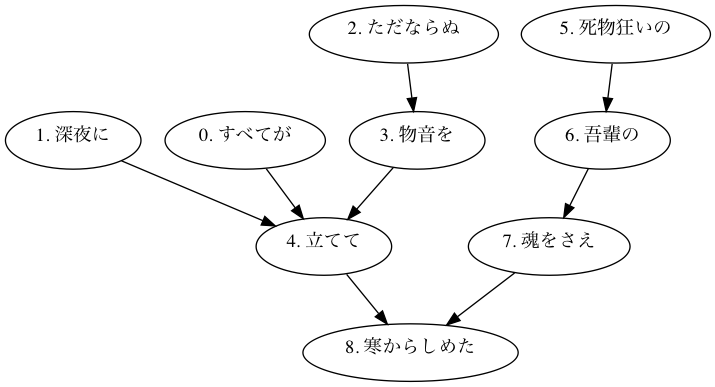 2. ただならぬ
5. 死物狂いの
1. 深夜に
0. すべてが
3. 物音を
6. 吾輩の
4. 立てて
7. 魂をさえ
8. 寒からしめた